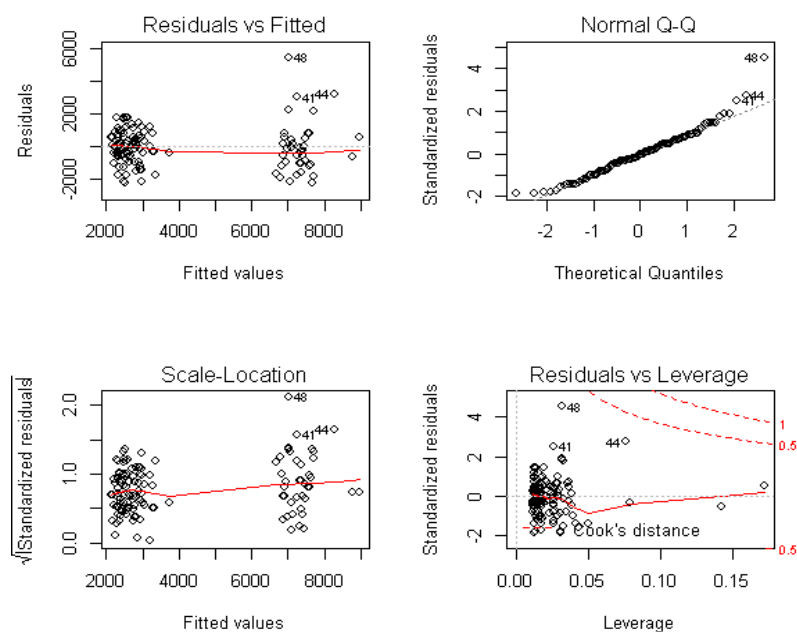 Residuals vs Fitted
Residuals
6000
2000
-2000
48
41
44
2000 4000 6000 8000
Fitted values
Normal Q-Q
Standardized residuals
4
2
0
-2
48
41
44
-2 -1 0 1 2
Theoretical Quantiles
Scale-Location
√|Standardized residuals|
2.0
1.0
0.0
48
41
44
2000 4000 6000 8000
Fitted values
Residuals vs Leverage
Standardized residuals
4
2
0
-2
48
41
44
1
0.5
0.5
Cook's distance
0.00 0.05 0.10 0.15
Leverage